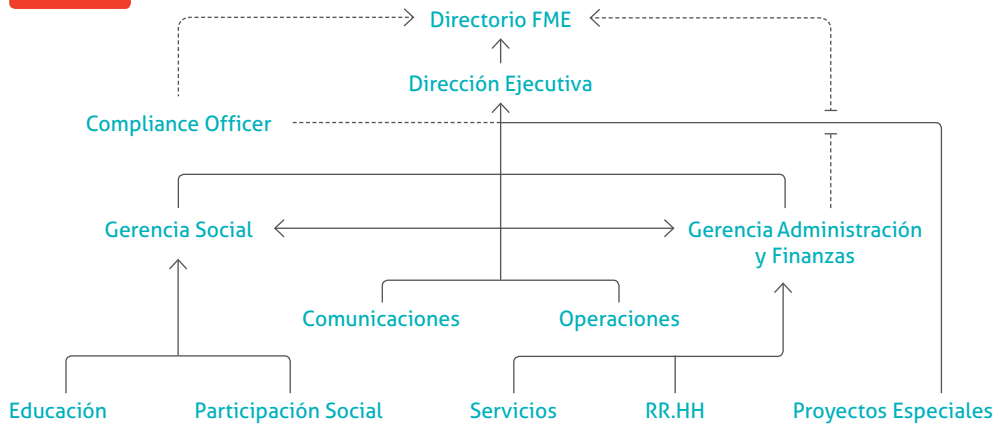 Directorio FME
Dirección Ejecutiva
Compliance Officer
Gerencia Social
Gerencia Administración
y Finanzas
Comunicaciones
Operaciones
Educación
Participación Social
Servicios
RR.HH
Proyectos Especiales